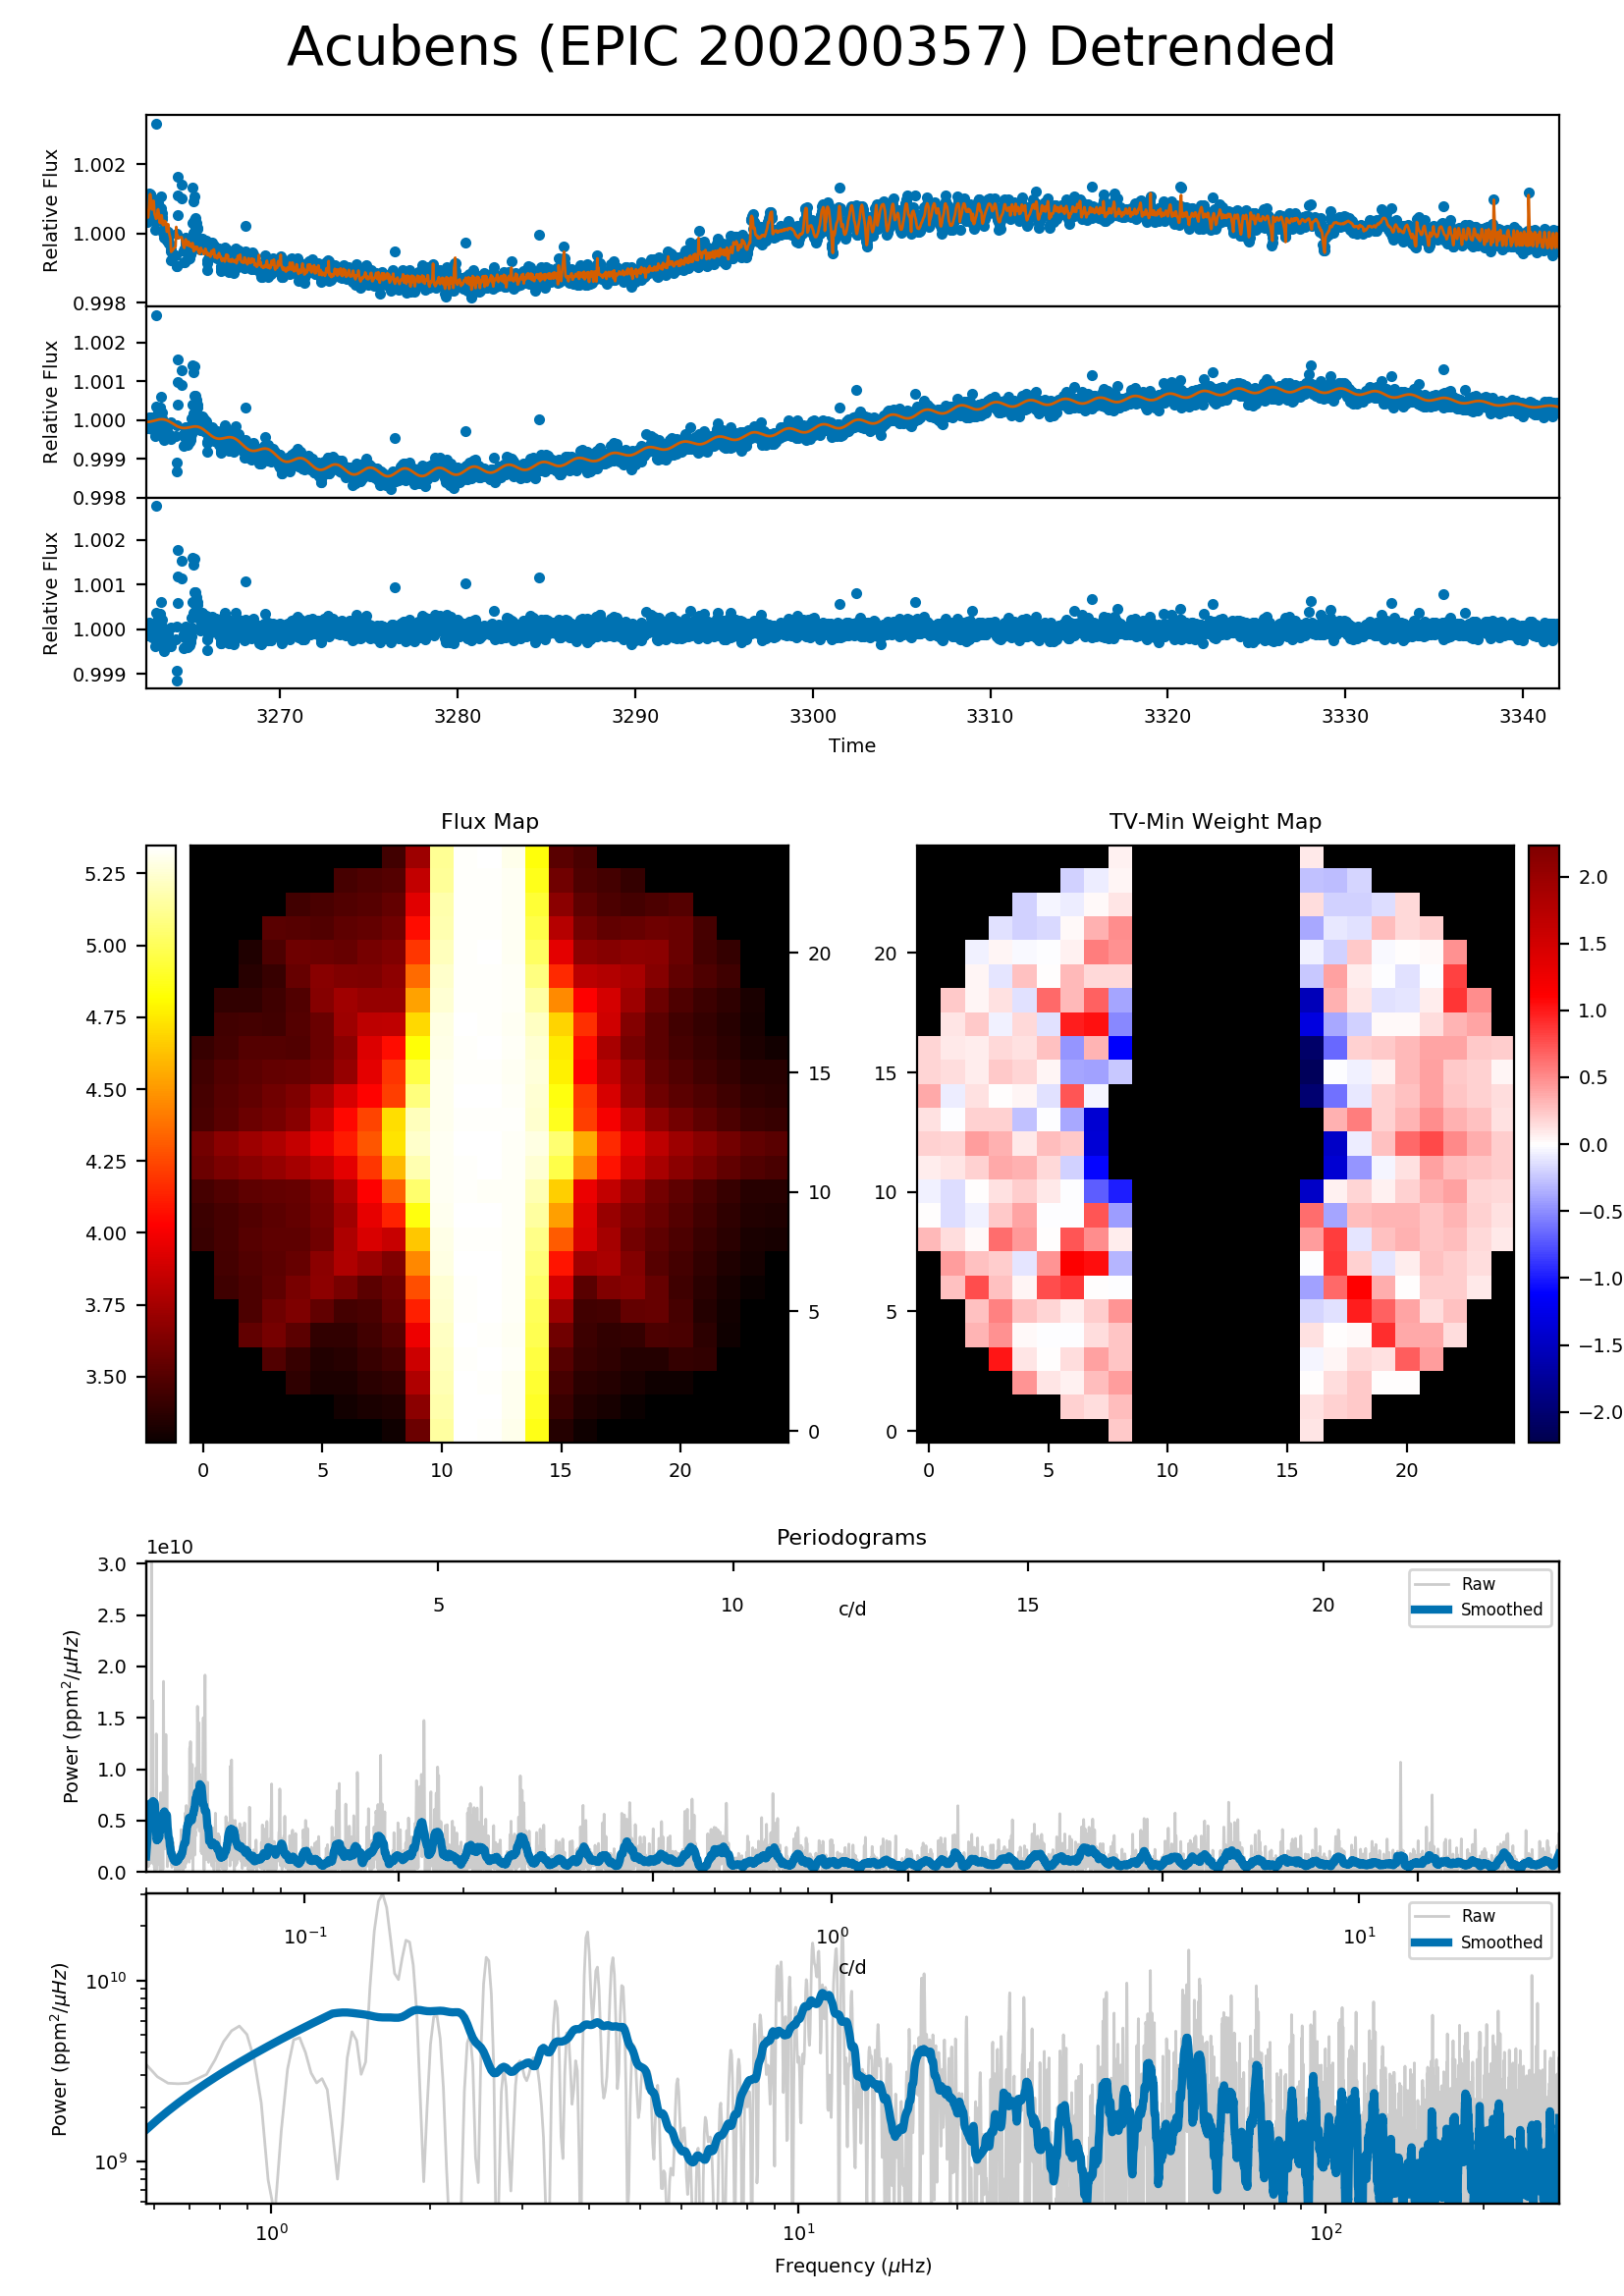 Acubens (EPIC 200200357) Detrended
Relative Flux
1.002
1.000
0.998
Relative Flux
1.002
1.001
1.000
0.999
0.998
Relative Flux
1.002
1.001
1.000
0.999
3270 3280 3290 3300 3310 3320 3330 3340
Time
Flux Map
TV-Min Weight Map
5.25
5.00
4.75
4.50
4.25
4.00
3.75
3.50
20
15
10
5
0
0 5 10 15 20
20
15
10
5
0
0 5 10 15 20
2.0
1.5
1.0
0.5
0.0
−0.5
−1.0
−1.5
−2.0
Periodograms
1e10
Power (ppm²/μHz)
3.0
2.5
2.0
1.5
1.0
0.5
0.0
5 10 15 20
c/d
Raw
Smoothed
Power (ppm²/μHz)
10¹⁰
10⁹
10⁻¹ 10⁰ 10¹
c/d
Raw
Smoothed
10⁰ 10¹ 10²
Frequency (μHz)